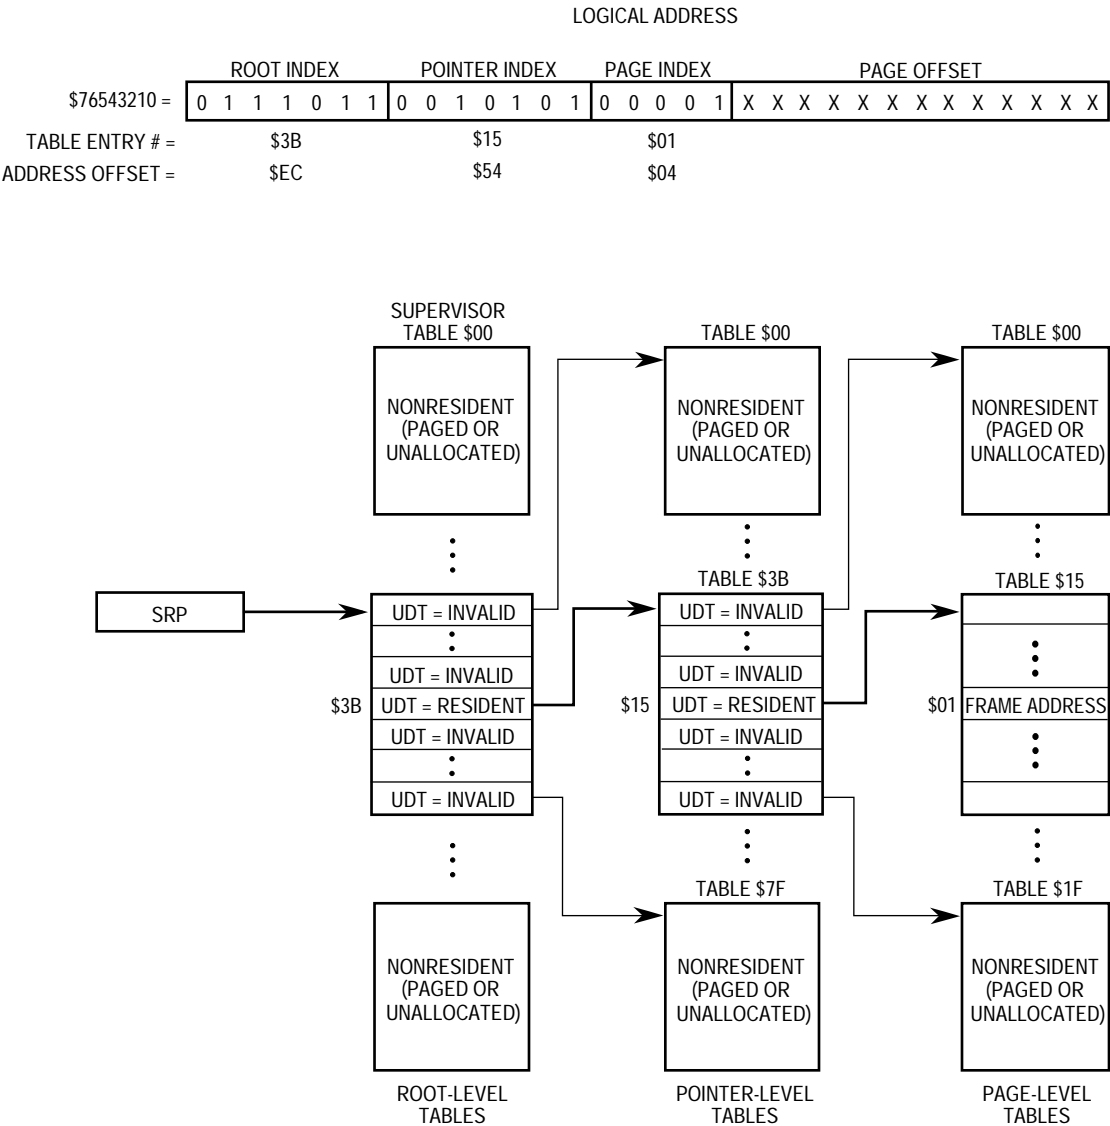 LOGICAL ADDRESS
ROOT INDEX POINTER INDEX PAGE INDEX PAGE OFFSET
$76543210 = 0 1 1 1 0 1 1 0 0 1 0 1 0 1 0 0 0 0 1 X X X X X X X X X X X X X
TABLE ENTRY # = $3B $15 $01
ADDRESS OFFSET = $EC $54 $04
SUPERVISOR
TABLE $00 TABLE $00 TABLE $00
NONRESIDENT NONRESIDENT NONRESIDENT
(PAGED OR (PAGED OR (PAGED OR
UNALLOCATED) UNALLOCATED) UNALLOCATED)
TABLE $3B TABLE $15
SRP UDT = INVALID UDT = INVALID
UDT = INVALID UDT = INVALID
$3B UDT = RESIDENT $15 UDT = RESIDENT $01 FRAME ADDRESS
UDT = INVALID UDT = INVALID
UDT = INVALID UDT = INVALID
TABLE $7F TABLE $1F
NONRESIDENT NONRESIDENT NONRESIDENT
(PAGED OR (PAGED OR (PAGED OR
UNALLOCATED) UNALLOCATED) UNALLOCATED)
ROOT-LEVEL POINTER-LEVEL PAGE-LEVEL
TABLES TABLES TABLES